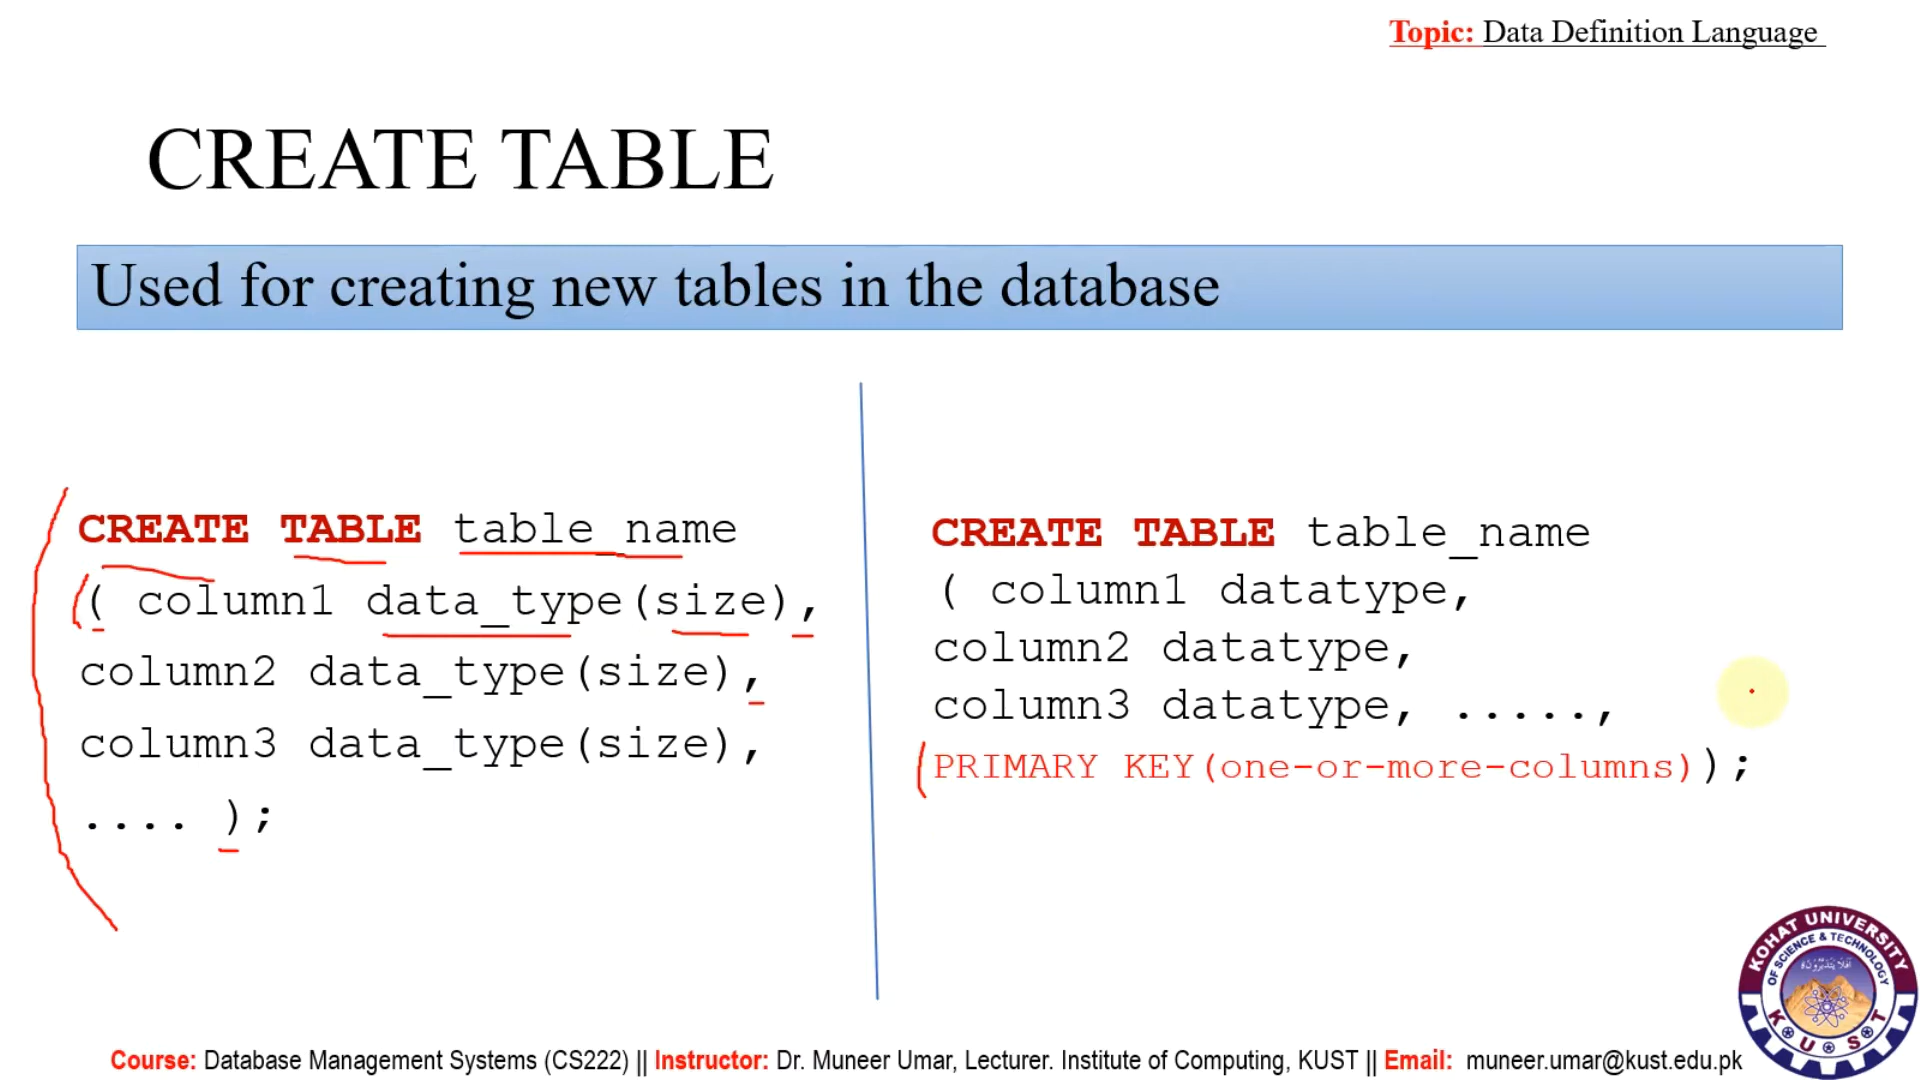 Topic: Data Definition Language
CREATE TABLE
Used for creating new tables in the database
CREATE TABLE table_name
( column1 data_type(size),
column2 data_type(size),
column3 data_type(size),
.... );
CREATE TABLE table_name
( column1 datatype,
column2 datatype,
column3 datatype, .....,
PRIMARY KEY(one-or-more-columns));
KOHAT UNIVERSITY
OF SCIENCE & TECHNOLOGY
K U S T
Course: Database Management Systems (CS222) || Instructor: Dr. Muneer Umar, Lecturer. Institute of Computing, KUST || Email: muneer.umar@kust.edu.pk